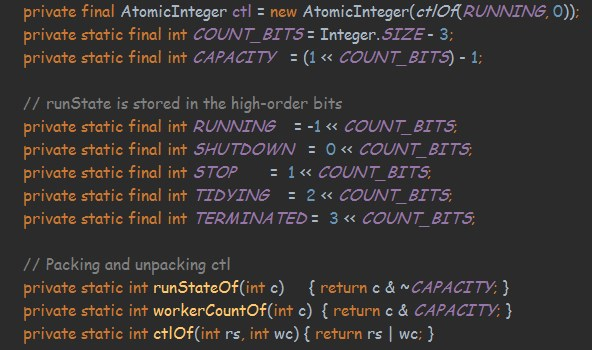 private final AtomicInteger ctl = new AtomicInteger(ctlOf(RUNNING, 0));
private static final int COUNT_BITS = Integer.SIZE - 3;
private static final int CAPACITY   = (1 << COUNT_BITS) - 1;
// runState is stored in the high-order bits
private static final int RUNNING    = -1 << COUNT_BITS;
private static final int SHUTDOWN   =  0 << COUNT_BITS;
private static final int STOP       =  1 << COUNT_BITS;
private static final int TIDYING    =  2 << COUNT_BITS;
private static final int TERMINATED =  3 << COUNT_BITS;
// Packing and unpacking ctl
private static int runStateOf(int c)     { return c & ~CAPACITY; }
private static int workerCountOf(int c)  { return c & CAPACITY; }
private static int ctlOf(int rs, int wc) { return rs | wc; }